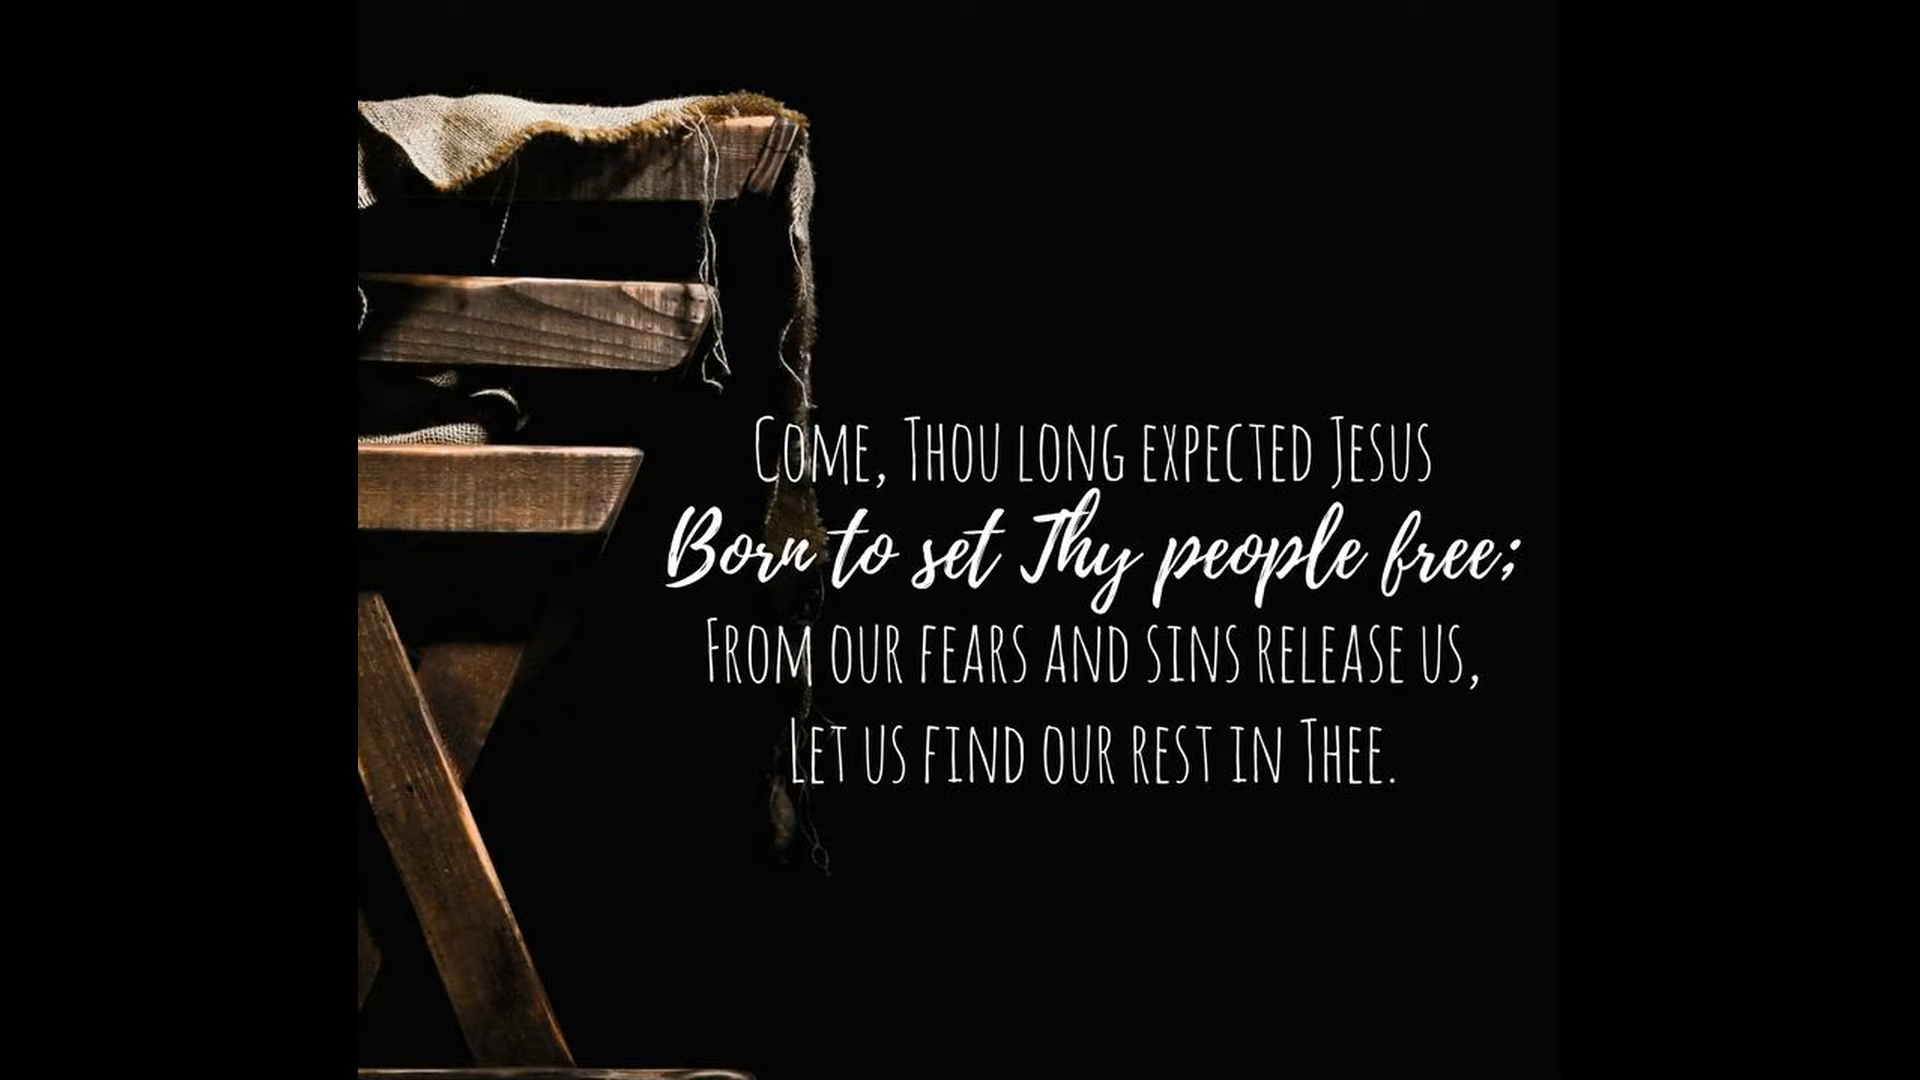 Come, Thou long expected Jesus
Born to set Thy people free;
From our fears and sins release us,
Let us find our rest in Thee.